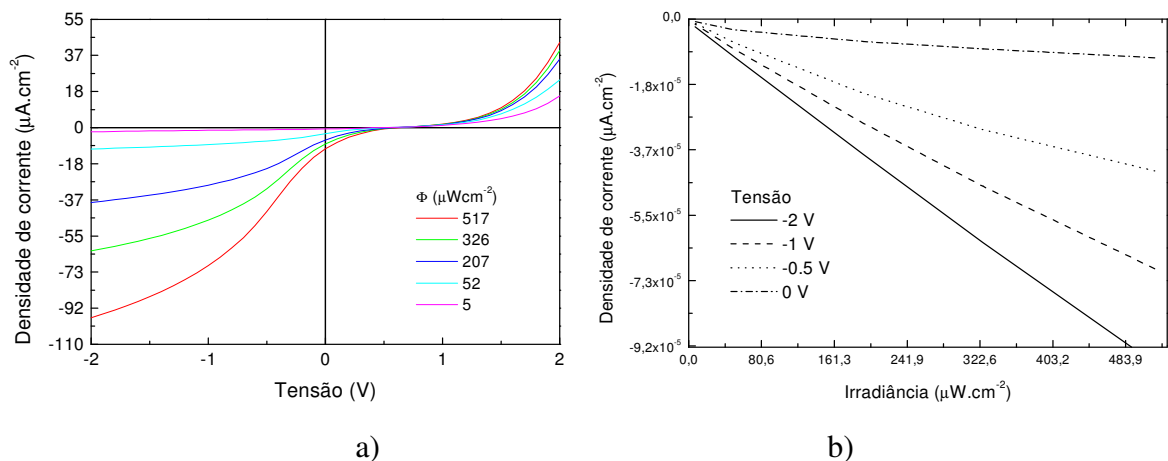 Densidade de corrente (μA.cm⁻²)
55
37
18
0
-18
-37
-55
-73
-92
-110
Φ (μWcm⁻²)
517
326
207
52
5
-2
-1
0
1
2
Tensão (V)
a)
Densidade de corrente (μA.cm⁻²)
0,0
-1,8x10⁻⁵
-3,7x10⁻⁵
-5,5x10⁻⁵
-7,3x10⁻⁵
-9,2x10⁻⁵
Tensão
-2 V
-1 V
-0.5 V
0 V
0,0
80,6
161,3
241,9
322,6
403,2
483,9
Irradiância (μW.cm⁻²)
b)